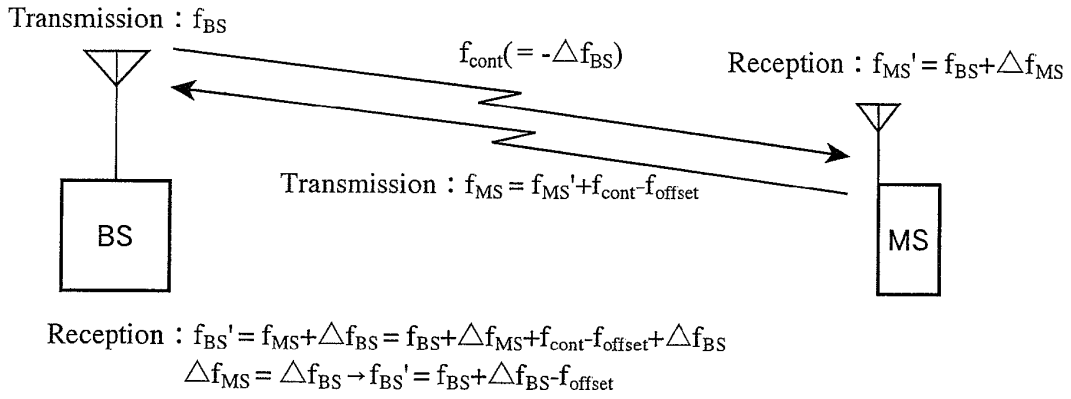 Transmission : f_BS
f_cont(= -△f_BS)
Reception : f_MS' = f_BS+△f_MS
Transmission : f_MS = f_MS'+f_cont-f_offset
BS
MS
Reception : f_BS' = f_MS+△f_BS = f_BS+△f_MS+f_cont-f_offset+△f_BS
△f_MS = △f_BS → f_BS' = f_BS+△f_BS-f_offset